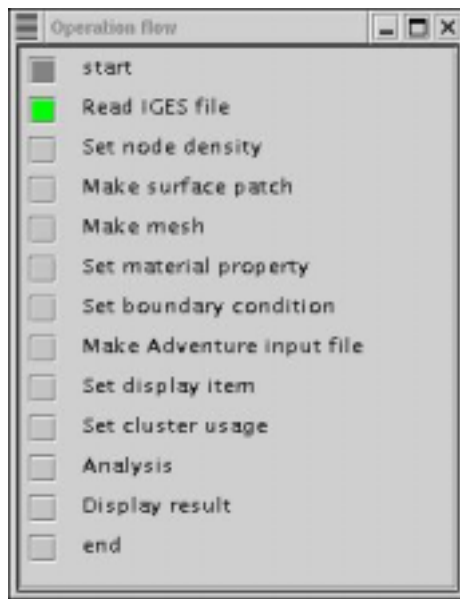 Operation flow
start
Read IGES file
Set node density
Make surface patch
Make mesh
Set material property
Set boundary condition
Make Adventure input file
Set display item
Set cluster usage
Analysis
Display result
end